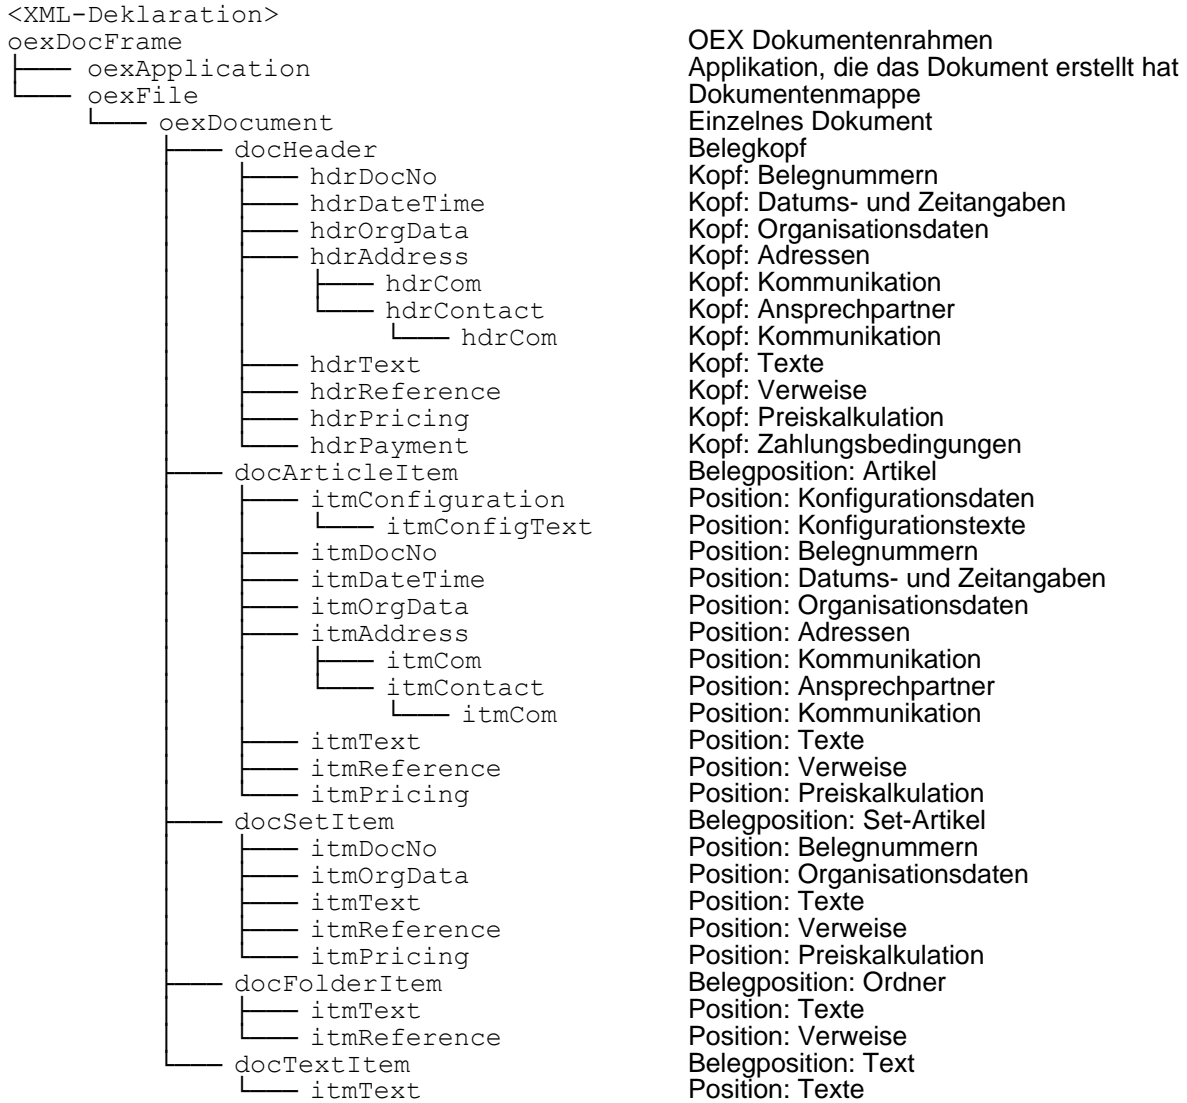 <XML-Deklaration>
oexDocFrame OEX Dokumentenrahmen
oexApplication Applikation, die das Dokument erstellt hat
oexFile Dokumentenmappe
oexDocument Einzelnes Dokument
docHeader Belegkopf
hdrDocNo Kopf: Belegnummern
hdrDateTime Kopf: Datums- und Zeitangaben
hdrOrgData Kopf: Organisationsdaten
hdrAddress Kopf: Adressen
hdrCom Kopf: Kommunikation
hdrContact Kopf: Ansprechpartner
hdrCom Kopf: Kommunikation
hdrText Kopf: Texte
hdrReference Kopf: Verweise
hdrPricing Kopf: Preiskalkulation
hdrPayment Kopf: Zahlungsbedingungen
docArticleItem Belegposition: Artikel
itmConfiguration Position: Konfigurationsdaten
itmConfigText Position: Konfigurationstexte
itmDocNo Position: Belegnummern
itmDateTime Position: Datums- und Zeitangaben
itmOrgData Position: Organisationsdaten
itmAddress Position: Adressen
itmCom Position: Kommunikation
itmContact Position: Ansprechpartner
itmCom Position: Kommunikation
itmText Position: Texte
itmReference Position: Verweise
itmPricing Position: Preiskalkulation
docSetItem Belegposition: Set-Artikel
itmDocNo Position: Belegnummern
itmOrgData Position: Organisationsdaten
itmText Position: Texte
itmReference Position: Verweise
itmPricing Position: Preiskalkulation
docFolderItem Belegposition: Ordner
itmText Position: Texte
itmReference Position: Verweise
docTextItem Belegposition: Text
itmText Position: Texte